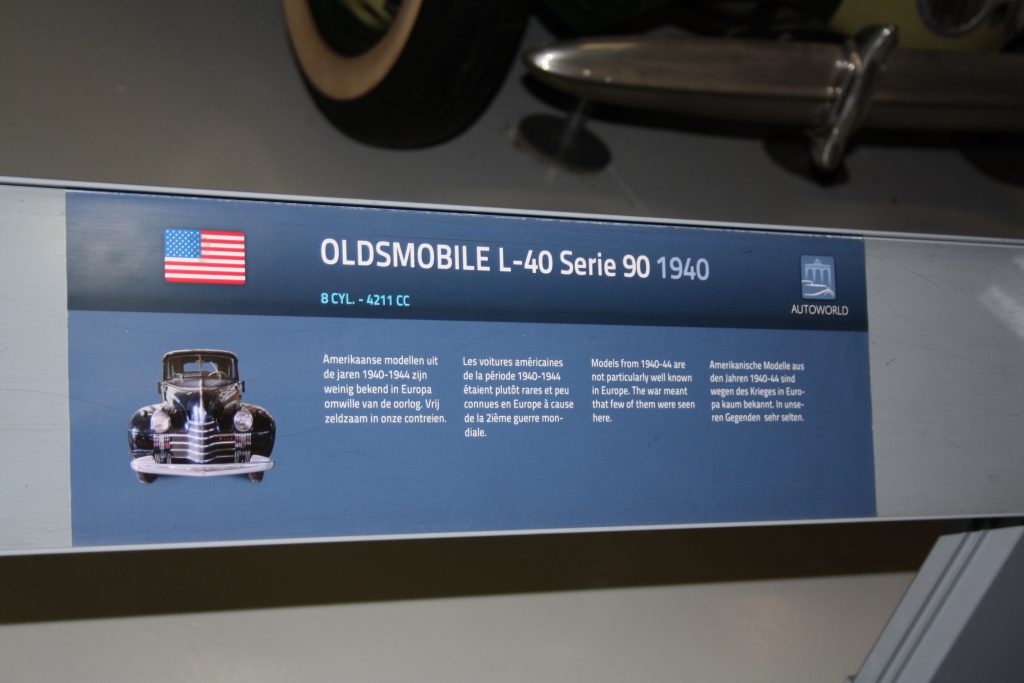 OLDSMOBILE L-40 Serie 90 1940
8 CYL. - 4211 CC
AUTOWORLD
Amerikaanse modellen uit
de jaren 1940-1944 zijn
weinig bekend in Europa
omwille van de oorlog. Vrij
zeldzaam in onze contreien.
Les voitures américaines
de la période 1940-1944
étaient plutôt rares et peu
connues en Europe à cause
de la 2ième guerre mon-
diale.
Models from 1940-44 are
not particularly well known
in Europe. The war meant
that few of them were seen
here.
Amerikanische Modelle aus
den Jahren 1940-44 sind
wegen des Krieges in Euro-
pa kaum bekannt. In unse-
ren Gegenden sehr selten.